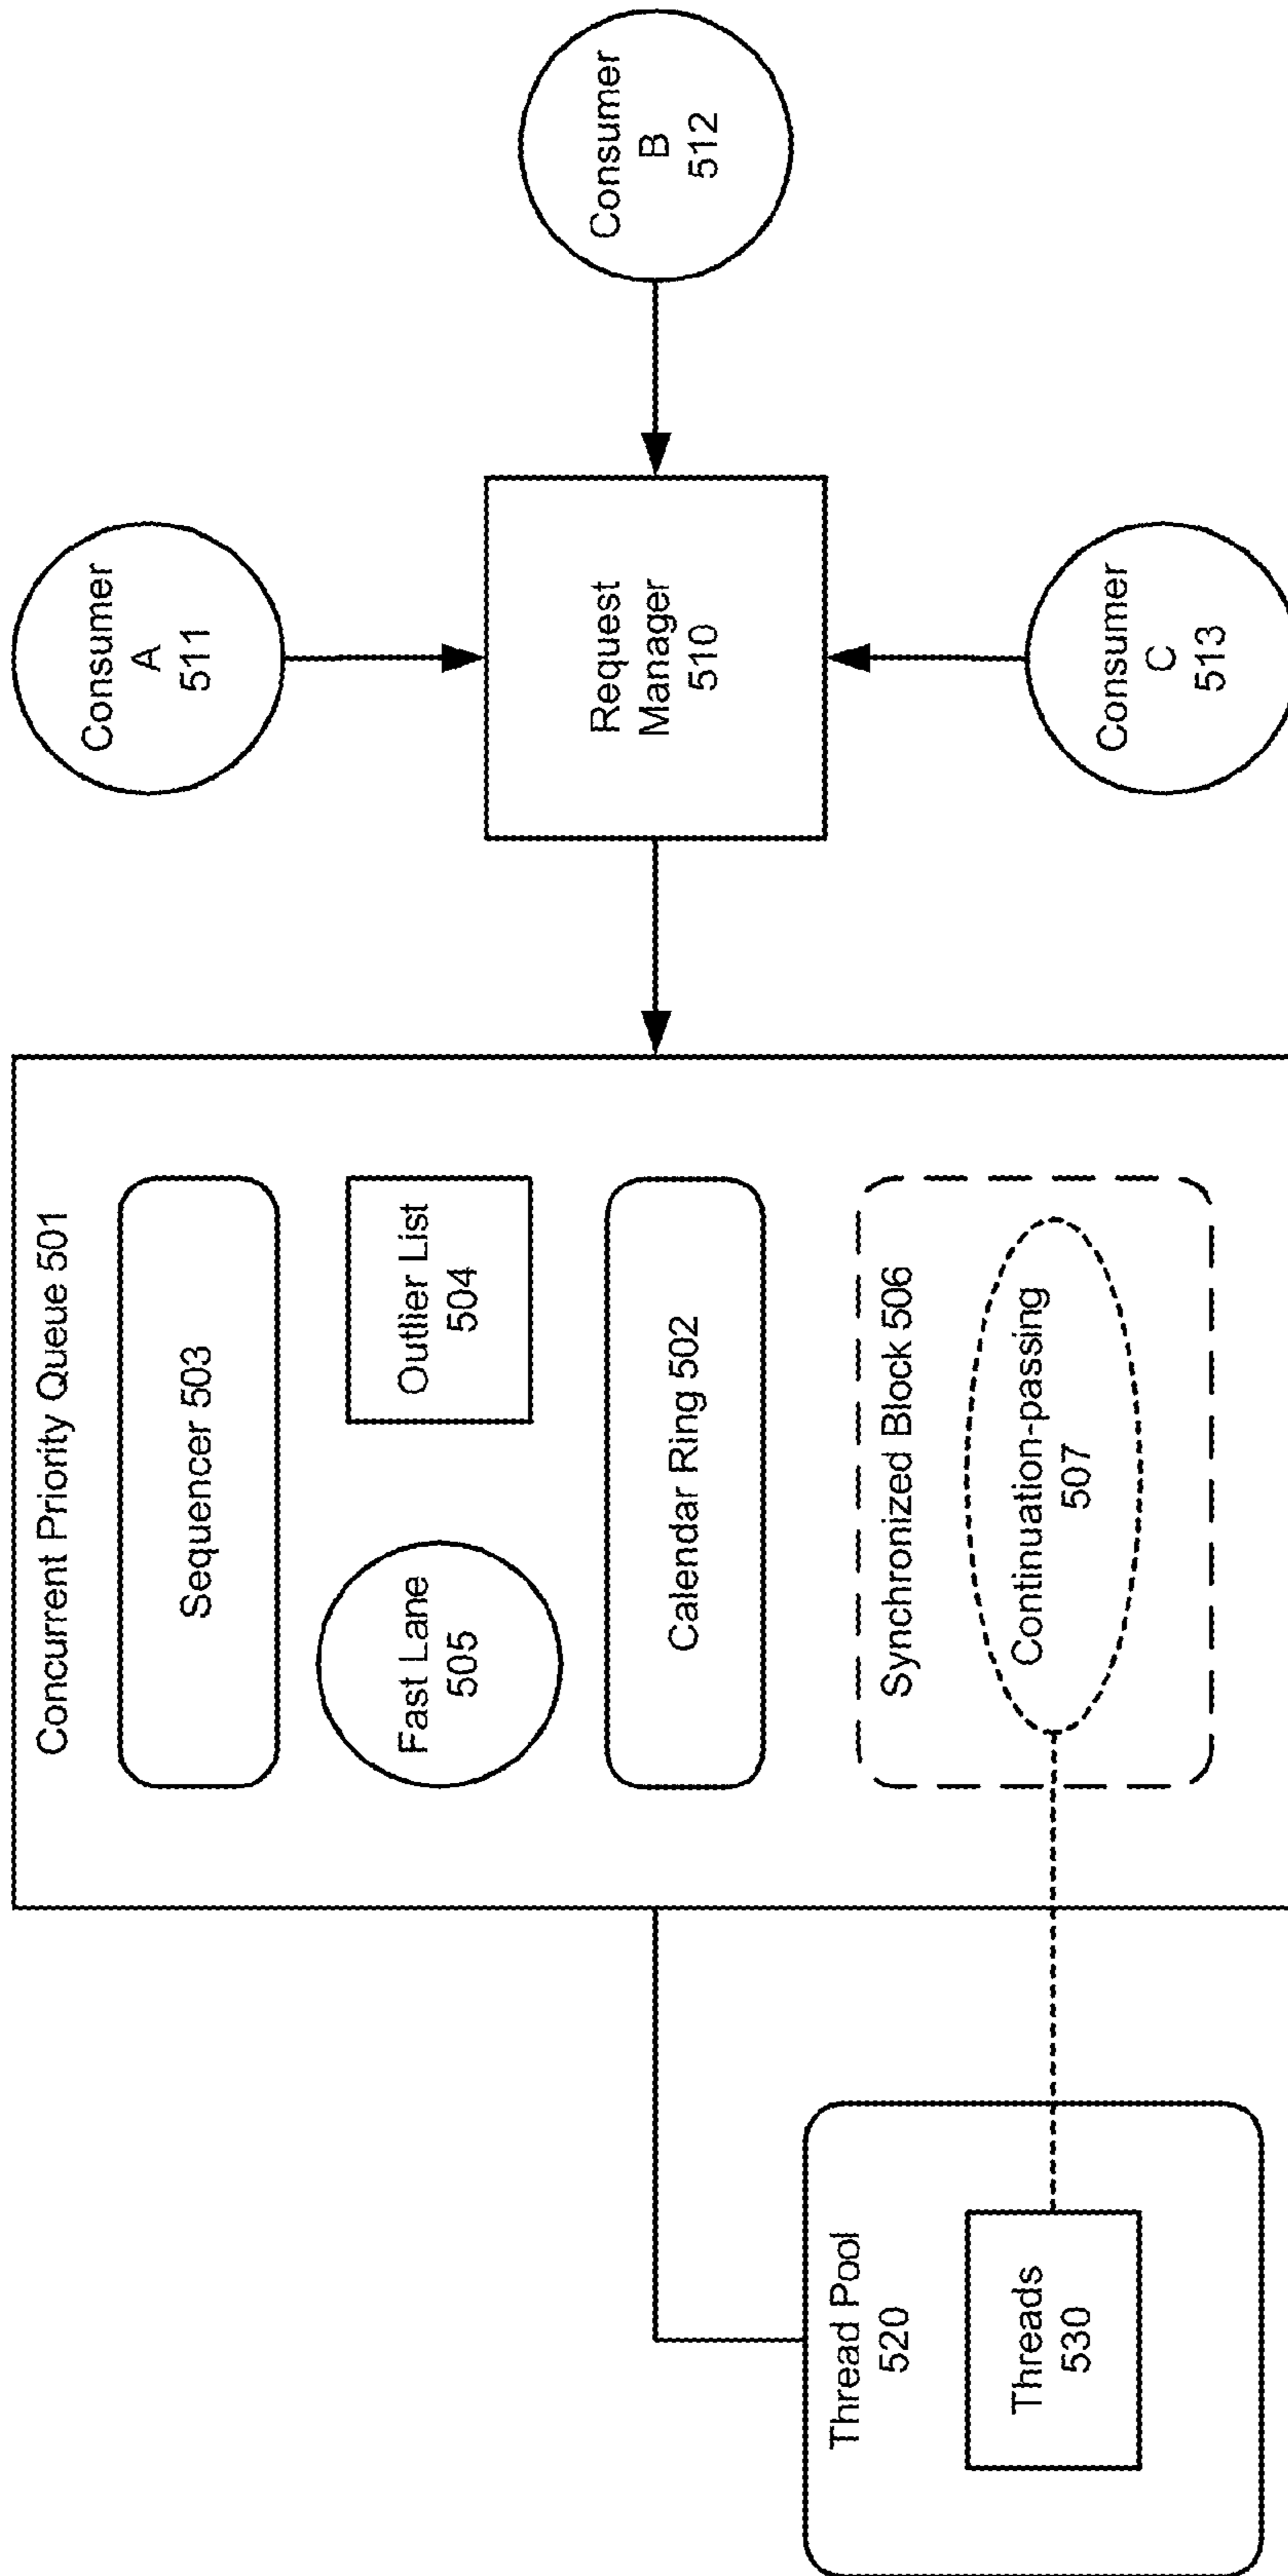 Concurrent Priority Queue 501
Sequencer 503
Fast Lane
505
Outlier List
504
Calendar Ring 502
Synchronized Block 506
Continuation-passing
507
Thread Pool
520
Threads
530
Request
Manager
510
Consumer
A
511
Consumer
B
512
Consumer
C
513